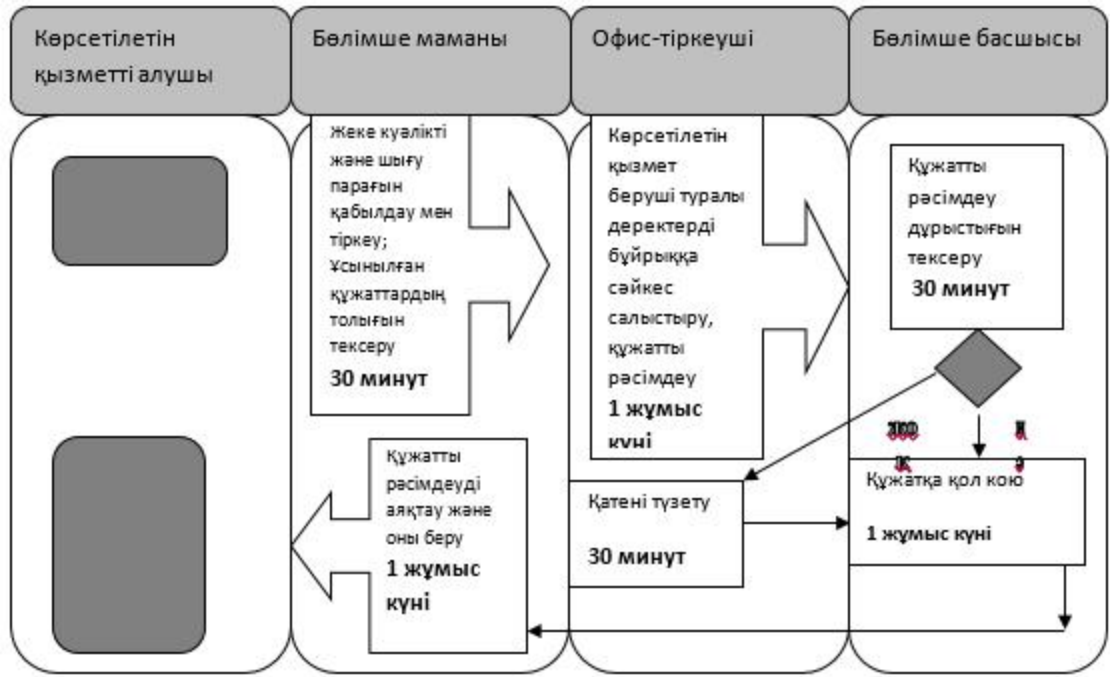 Көрсетілетін
қызметті алушы
Бөлімше маманы
Офис-тіркеуші
Бөлімше басшысы
Жеке куәлікті
және шығу
парағын
қабылдау мен
тіркеу;
Ұсынылған
құжаттардың
толығын
тексеру
30 минут
Көрсетілетін
қызмет
беруші туралы
деректерді
бұйрыққа
сәйкес
салыстыру,
құжатты
рәсімдеу
1 жұмыс
күні
Құжатты
рәсімдеу
дұрыстығын
тексеру
30 минут
Құжатты
рәсімдеуді
аяқтау және
оны беру
1 жұмыс
күні
Қатені түзету
30 минут
Құжатқа қол кою
1 жұмыс күні